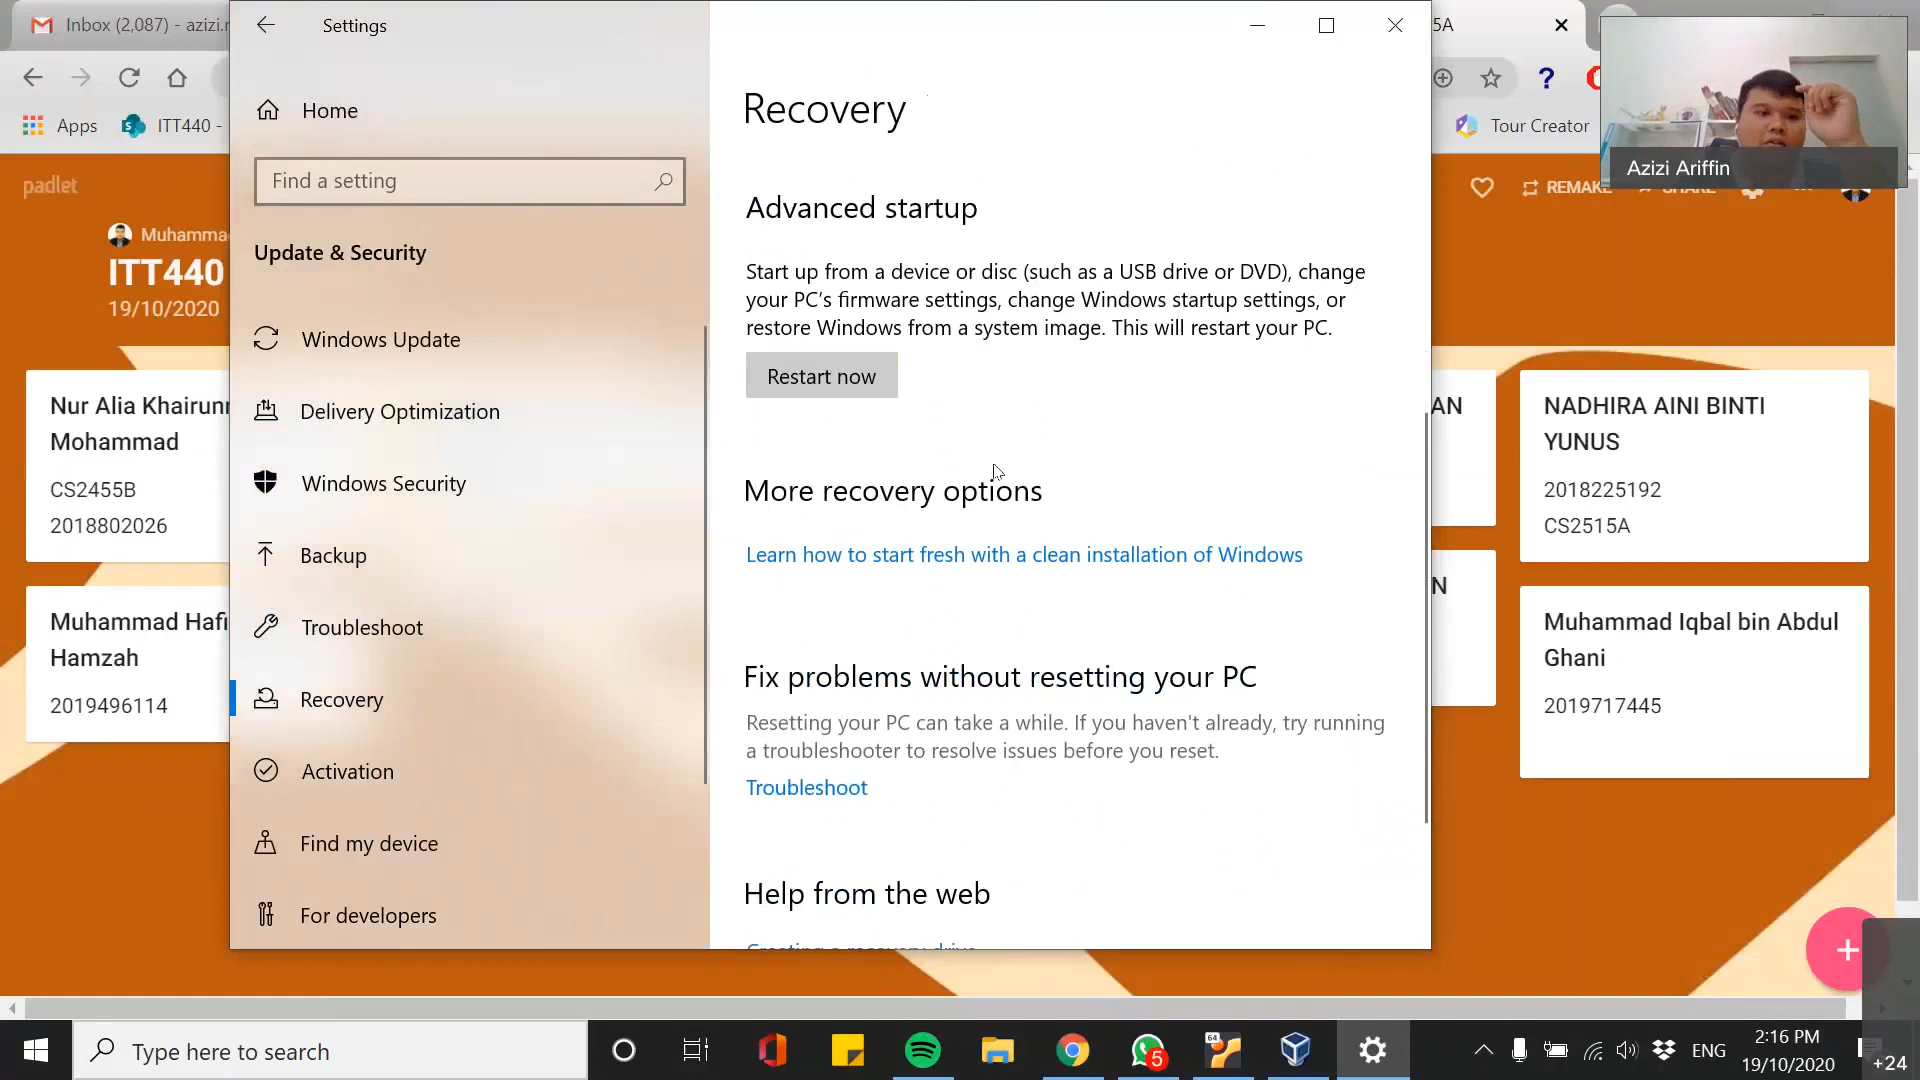 Inbox (2,087) - azizi.r
Settings
5A
Apps
ITT440 -
Tour Creator
Azizi Ariffin
padlet
REMAKE
SHARE
Muhamma
ITT440
19/10/2020
Nur Alia Khairunn
Mohammad
CS2455B
2018802026
Muhammad Hafi
Hamzah
2019496114
Home
Find a setting
Update & Security
Windows Update
Delivery Optimization
Windows Security
Backup
Troubleshoot
Recovery
Activation
Find my device
For developers
Recovery
Advanced startup
Start up from a device or disc (such as a USB drive or DVD), change
your PC's firmware settings, change Windows startup settings, or
restore Windows from a system image. This will restart your PC.
Restart now
More recovery options
Learn how to start fresh with a clean installation of Windows
Fix problems without resetting your PC
Resetting your PC can take a while. If you haven't already, try running
a troubleshooter to resolve issues before you reset.
Troubleshoot
Help from the web
Creating a recovery drive
AN
N
NADHIRA AINI BINTI
YUNUS
2018225192
CS2515A
Muhammad Iqbal bin Abdul
Ghani
2019717445
Type here to search
5
64
ENG
2:16 PM
19/10/2020
+24